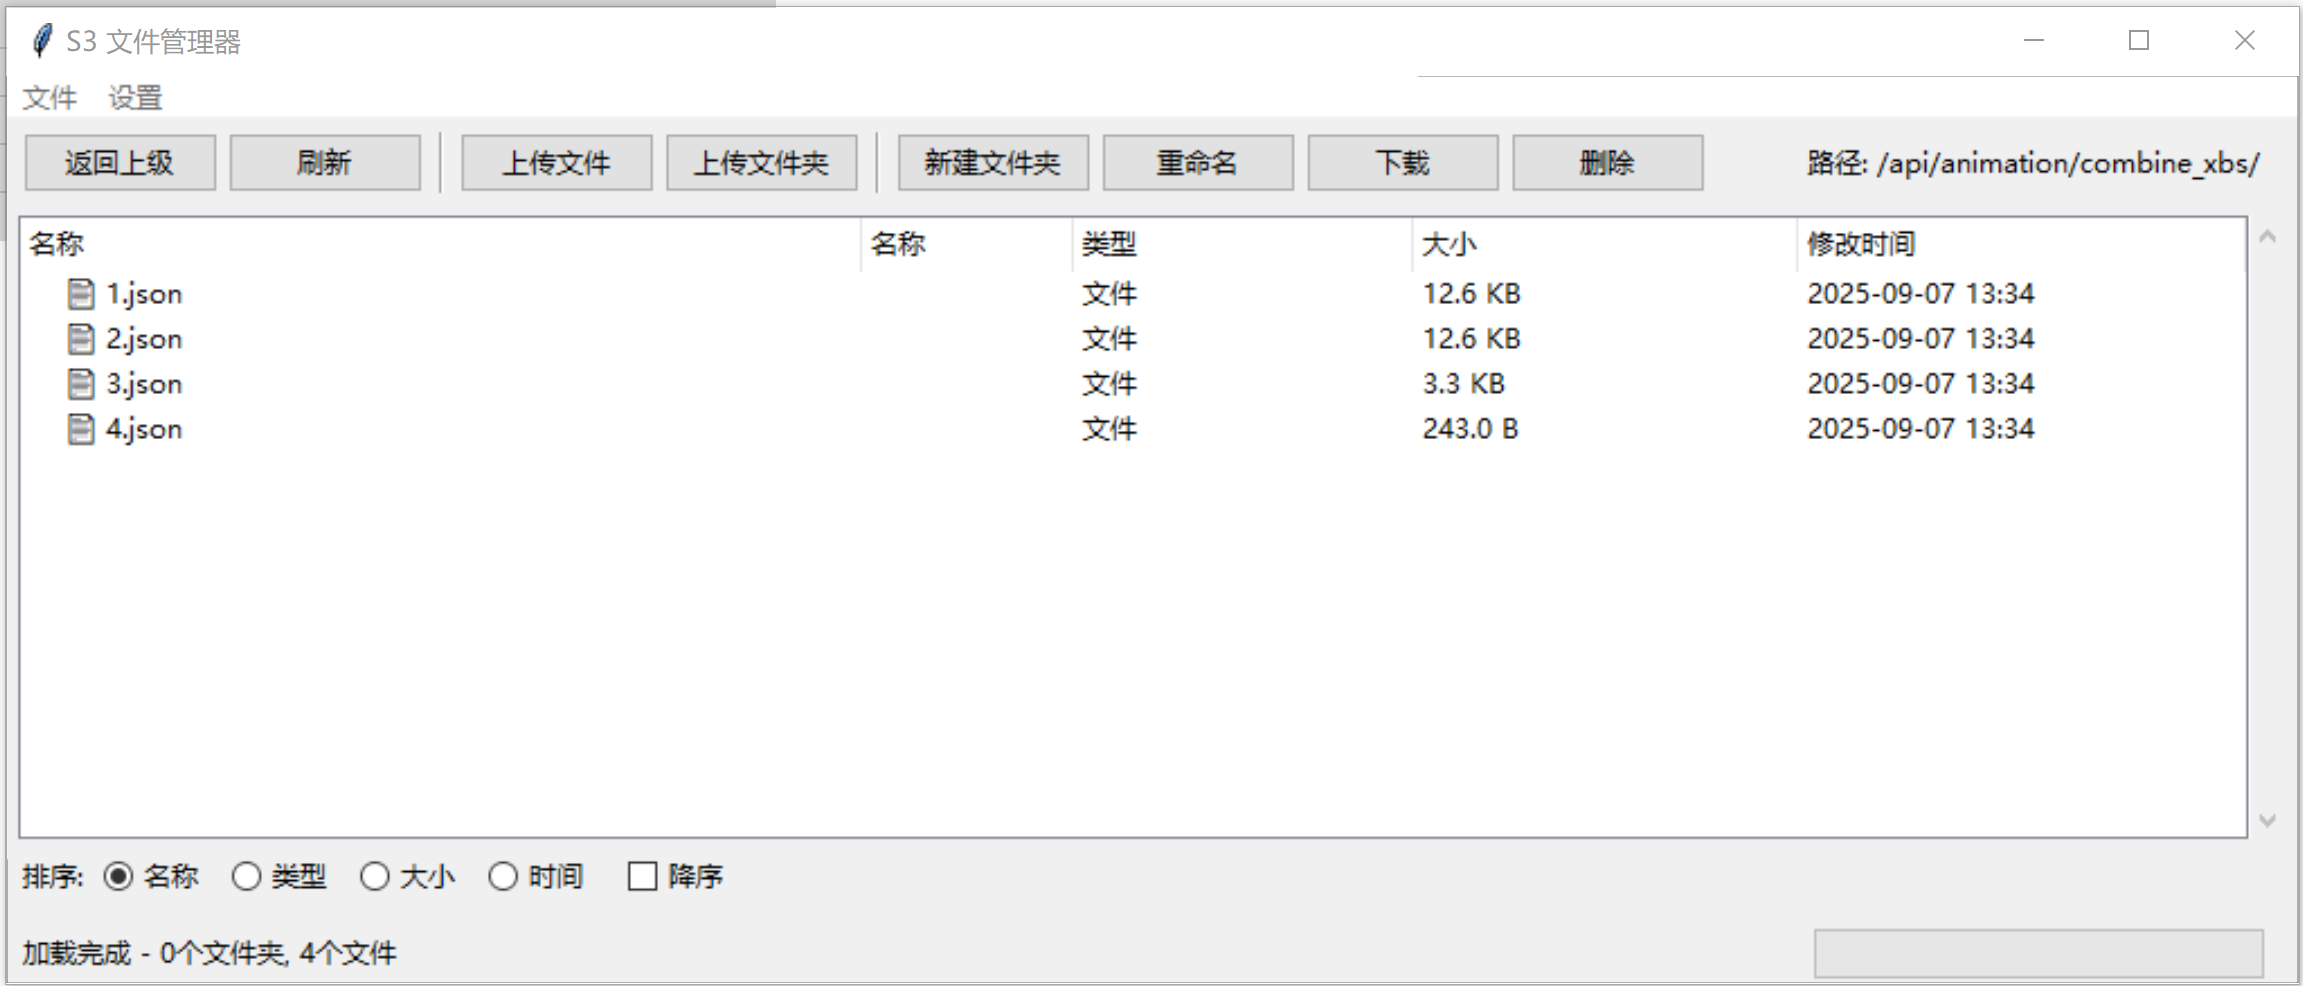 S3 文件管理器
文件 设置
返回上级 刷新 上传文件 上传文件夹 新建文件夹 重命名 下载 删除 路径: /api/animation/combine_xbs/
名称 名称 类型 大小 修改时间
1.json 文件 12.6 KB 2025-09-07 13:34
2.json 文件 12.6 KB 2025-09-07 13:34
3.json 文件 3.3 KB 2025-09-07 13:34
4.json 文件 243.0 B 2025-09-07 13:34
排序: 名称 类型 大小 时间 降序
加载完成 - 0个文件夹, 4个文件